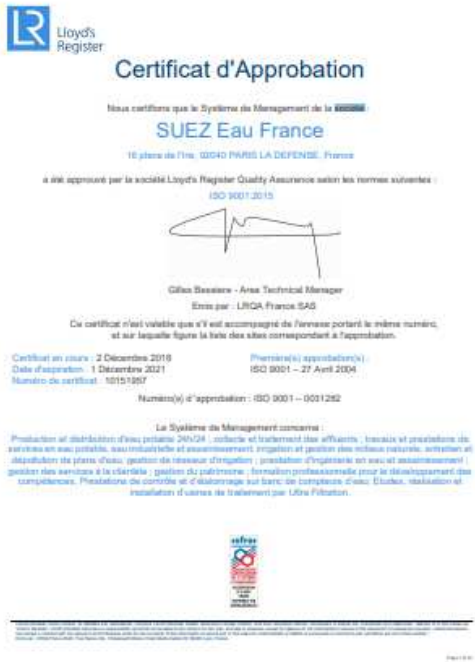 LR
Lloyd's
Register
Certificat d'Approbation
Nous certifions que le Système de Management de la société :
SUEZ Eau France
16 place de l'Iris, 92040 PARIS LA DEFENSE, France
a été approuvé par la société Lloyd's Register Quality Assurance selon les normes suivantes :
ISO 9001:2015
Gilles Bessiere - Area Technical Manager
Emis par : LRQA France SAS
Ce certificat n'est valable que s'il est accompagné de l'annexe portant le même numéro,
et sur laquelle figure la liste des sites correspondant à l'approbation.
Certificat en cours : 2 Décembre 2018
Première(s) approbation(s) :
Date d'expiration : 1 Décembre 2021
ISO 9001 – 27 Avril 2004
Numéro de certificat : 10151957
Numéro(s) d'approbation : ISO 9001 – 0031282
Le Système de Management concerne :
Production et distribution d'eau potable 24h/24 ; collecte et traitement des effluents ; travaux et prestations de
services en eau potable, eau industrielle et assainissement, irrigation et gestion des milieux naturels, entretien et
dépollution de plans d'eau, gestion de réseaux d'irrigation ; prestation d'ingénierie en eau et assainissement ;
gestion des services à la clientèle ; gestion du patrimoine ; formation professionnelle pour le développement des
compétences. Prestations de contrôle et d'étalonnage sur banc de compteurs d'eau. Etudes, réalisation et
installation d'usines de traitement par Ultra Filtration.
cofrac